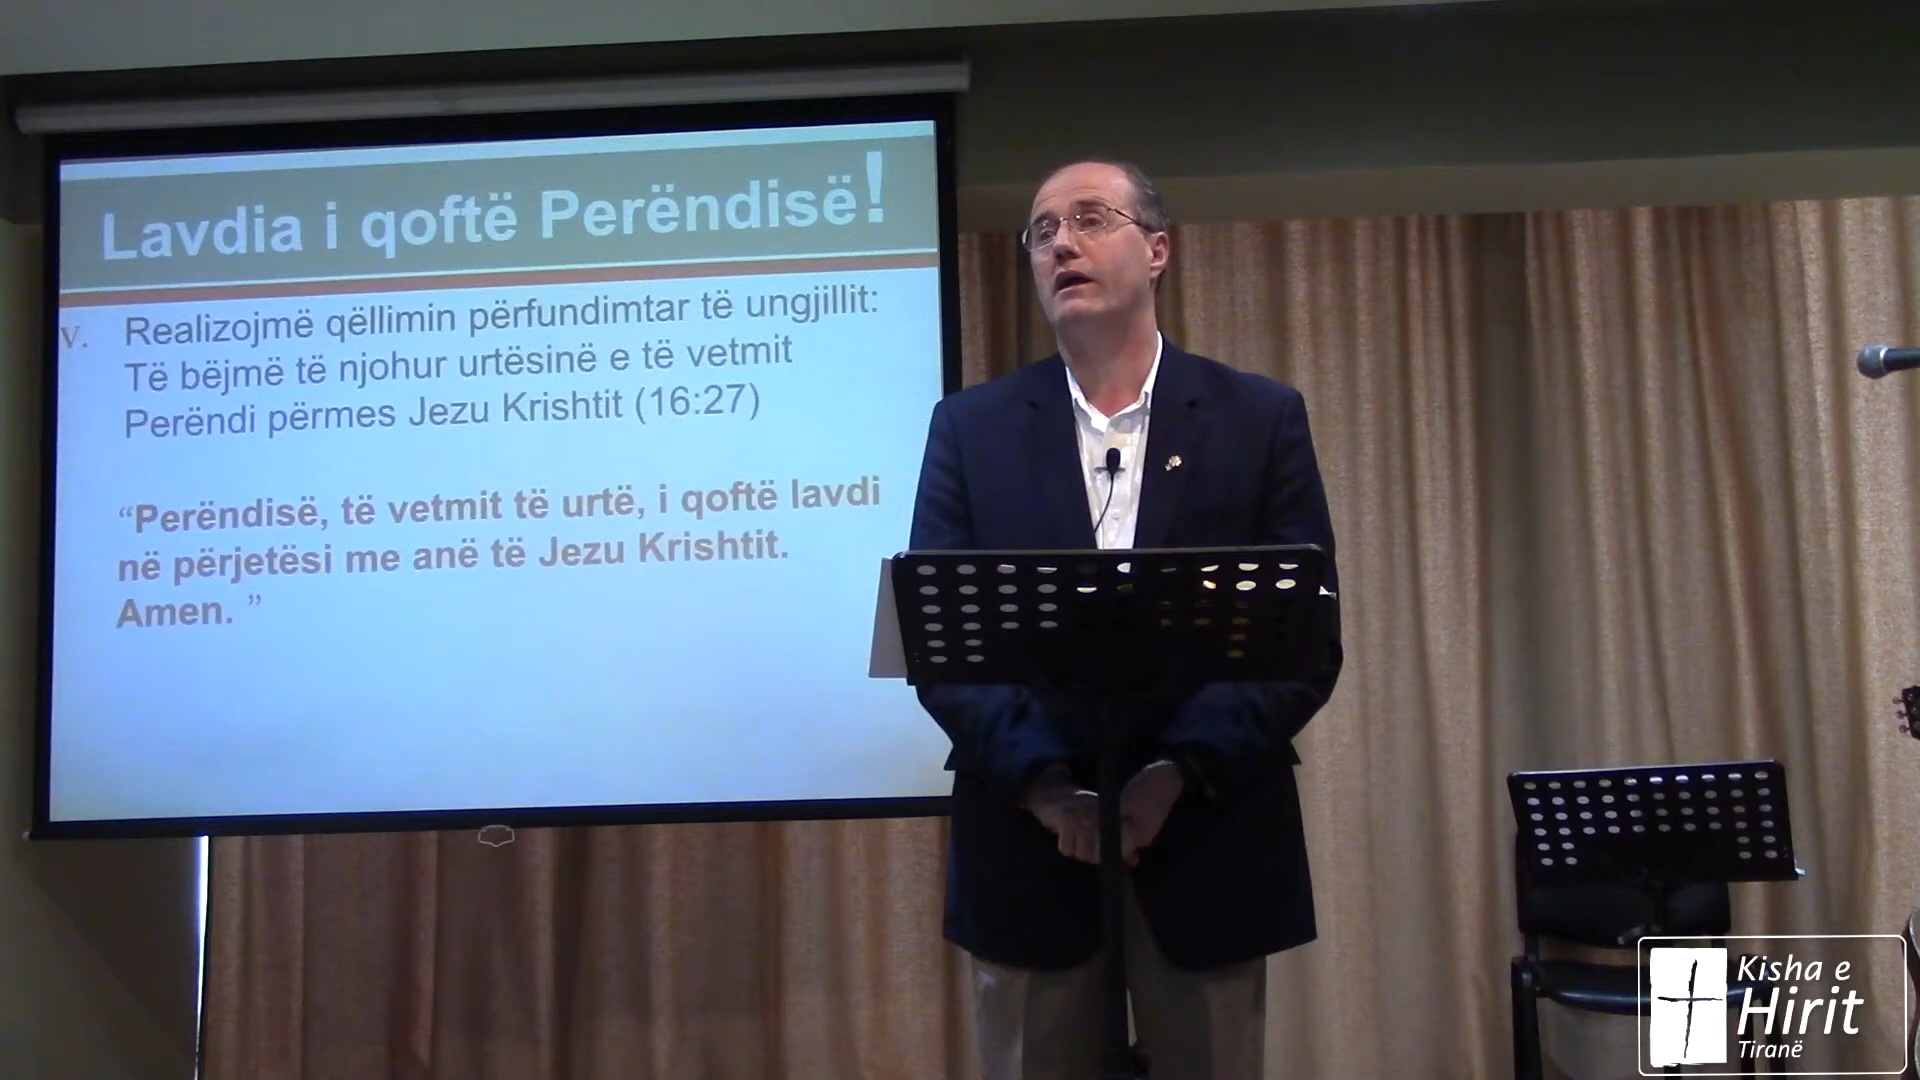 Lavdia i qoftë Perëndisë!
v. Realizojmë qëllimin përfundimtar të ungjillit:
Të bëjmë të njohur urtësinë e të vetmit
Perëndi përmes Jezu Krishtit (16:27)
“Perëndisë, të vetmit të urtë, i qoftë lavdi
në përjetësi me anë të Jezu Krishtit.
Amen. ”
Kisha e
Hirit
Tiranë